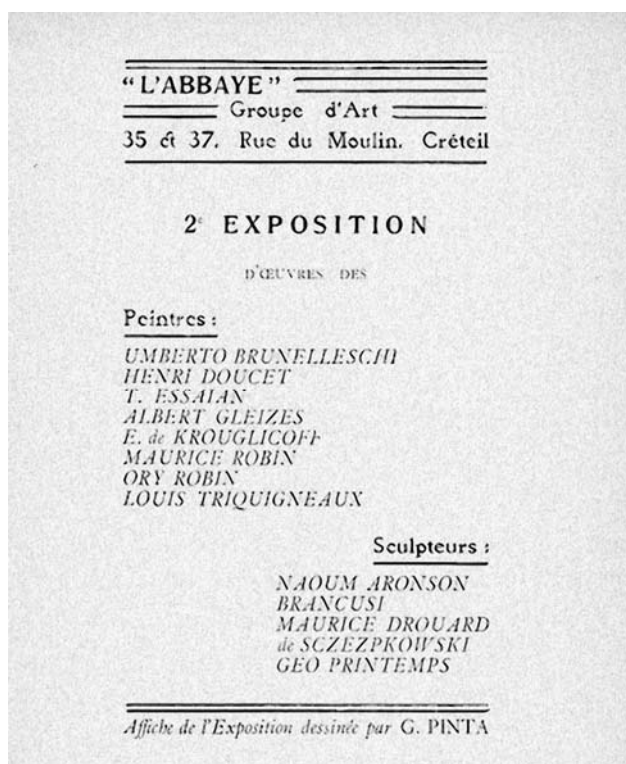 "L'ABBAYE"
Groupe d'Art
35 et 37, Rue du Moulin. Créteil
2e EXPOSITION
D'ŒUVRES DES
Peintres :
UMBERTO BRUNELLESCHI
HENRI DOUCET
T. ESSAIAN
ALBERT GLEIZES
E. de KROUGLICOFF
MAURICE ROBIN
ORY ROBIN
LOUIS TRIQUIGNEAUX
Sculpteurs :
NAOUM ARONSON
BRANCUSI
MAURICE DROUARD
de SCZEZPKOWSKI
GEO PRINTEMPS
Affiche de l'Exposition dessinée par G. PINTA